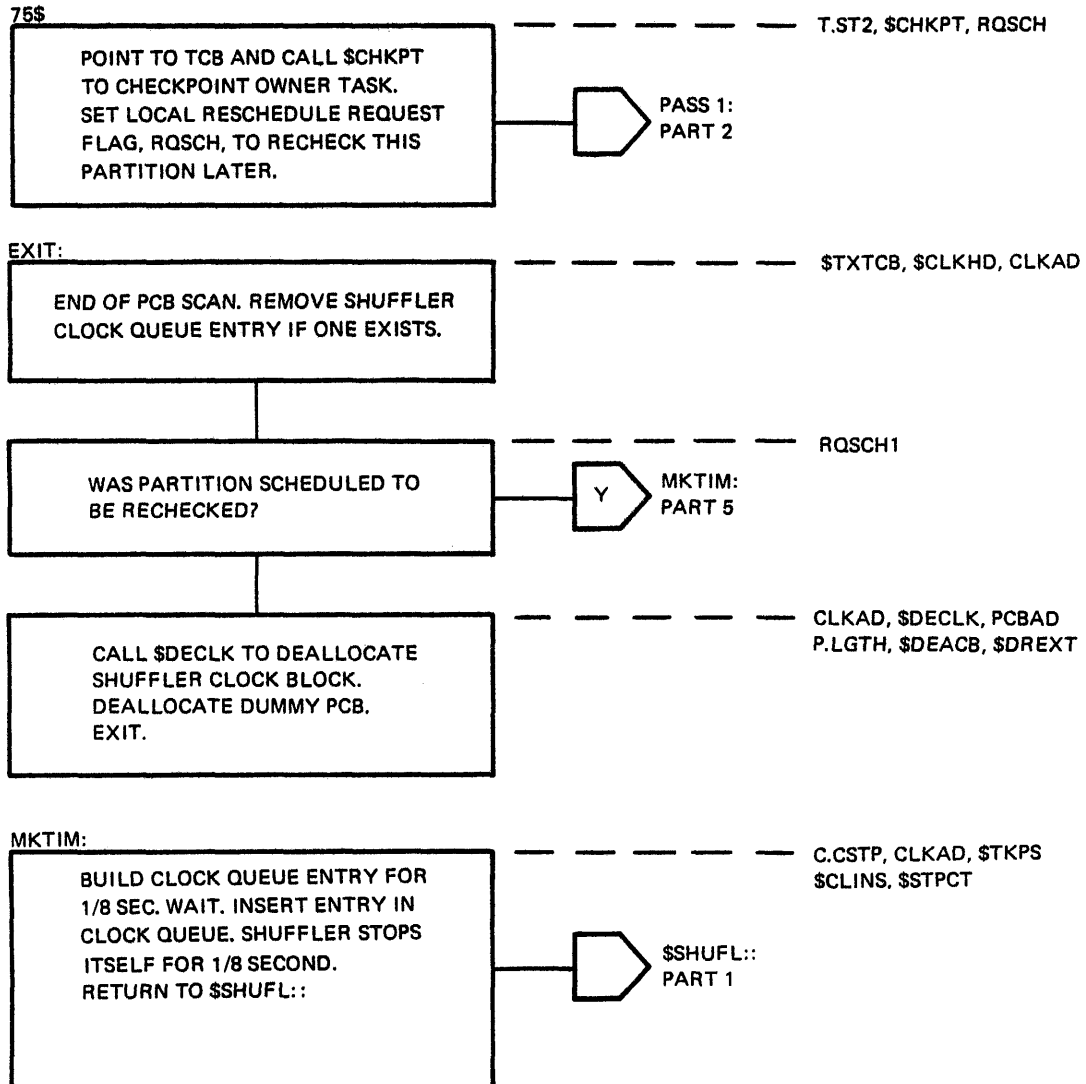 75$
T.ST2, $CHKPT, RQSCH
POINT TO TCB AND CALL $CHKPT
TO CHECKPOINT OWNER TASK.
SET LOCAL RESCHEDULE REQUEST
FLAG, RQSCH, TO RECHECK THIS
PARTITION LATER.
PASS 1:
PART 2
EXIT:
$TXTCB, $CLKHD, CLKAD
END OF PCB SCAN. REMOVE SHUFFLER
CLOCK QUEUE ENTRY IF ONE EXISTS.
RQSCH1
WAS PARTITION SCHEDULED TO
BE RECHECKED?
Y
MKTIM:
PART 5
CLKAD, $DECLK, PCBAD
P.LGTH, $DEACB, $DREXT
CALL $DECLK TO DEALLOCATE
SHUFFLER CLOCK BLOCK.
DEALLOCATE DUMMY PCB.
EXIT.
MKTIM:
C.CSTP, CLKAD, $TKPS
$CLINS, $STPCT
BUILD CLOCK QUEUE ENTRY FOR
1/8 SEC. WAIT. INSERT ENTRY IN
CLOCK QUEUE. SHUFFLER STOPS
ITSELF FOR 1/8 SECOND.
RETURN TO $SHUFL::
$SHUFL::
PART 1